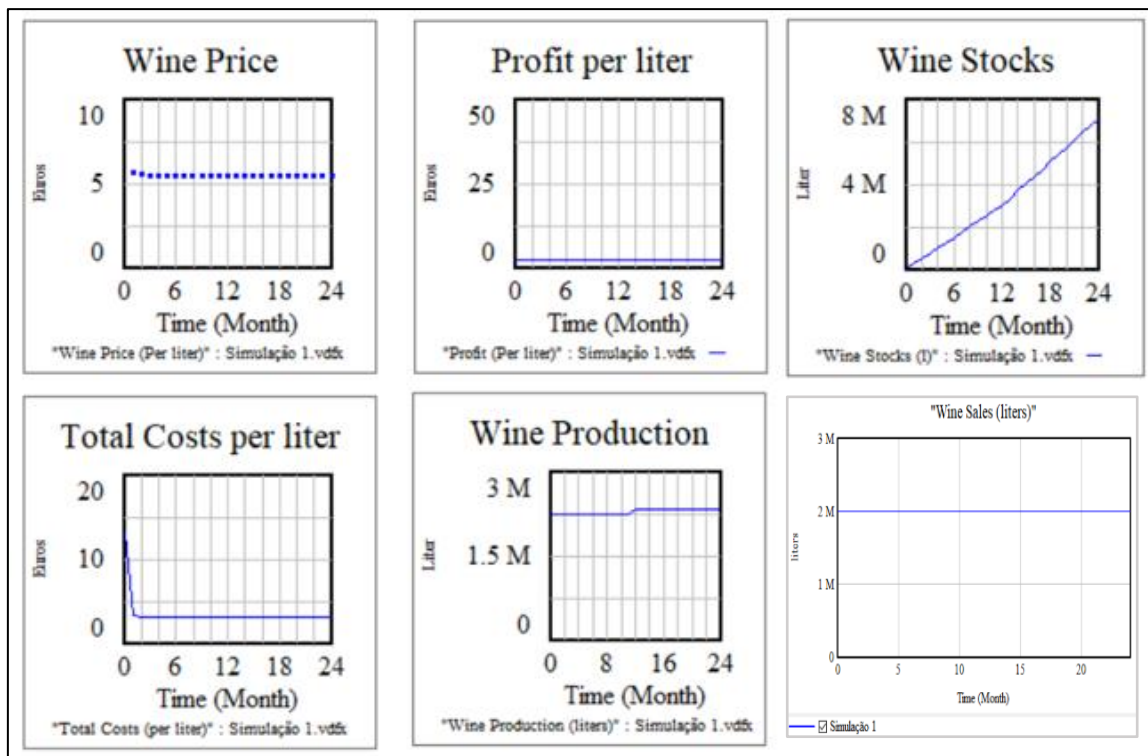 Wine Price
10
5
0
Euros
0 6 12 18 24
Time (Month)
"Wine Price (Per liter)" : Simulação 1.vdfx
Profit per liter
50
25
0
Euros
0 6 12 18 24
Time (Month)
"Profit (Per liter)" : Simulação 1.vdfx
Wine Stocks
8 M
4 M
0
Liter
0 6 12 18 24
Time (Month)
"Wine Stocks (l)" : Simulação 1.vdfx
Total Costs per liter
20
10
0
Euros
0 6 12 18 24
Time (Month)
"Total Costs (per liter)" : Simulação 1.vdfx
Wine Production
3 M
1.5 M
0
Liter
0 8 16 24
Time (Month)
"Wine Production (liters)" : Simulação 1.vdfx
"Wine Sales (liters)"
3 M
2 M
1 M
0
liters
0 5 10 15 20
Time (Month)
Simulação 1